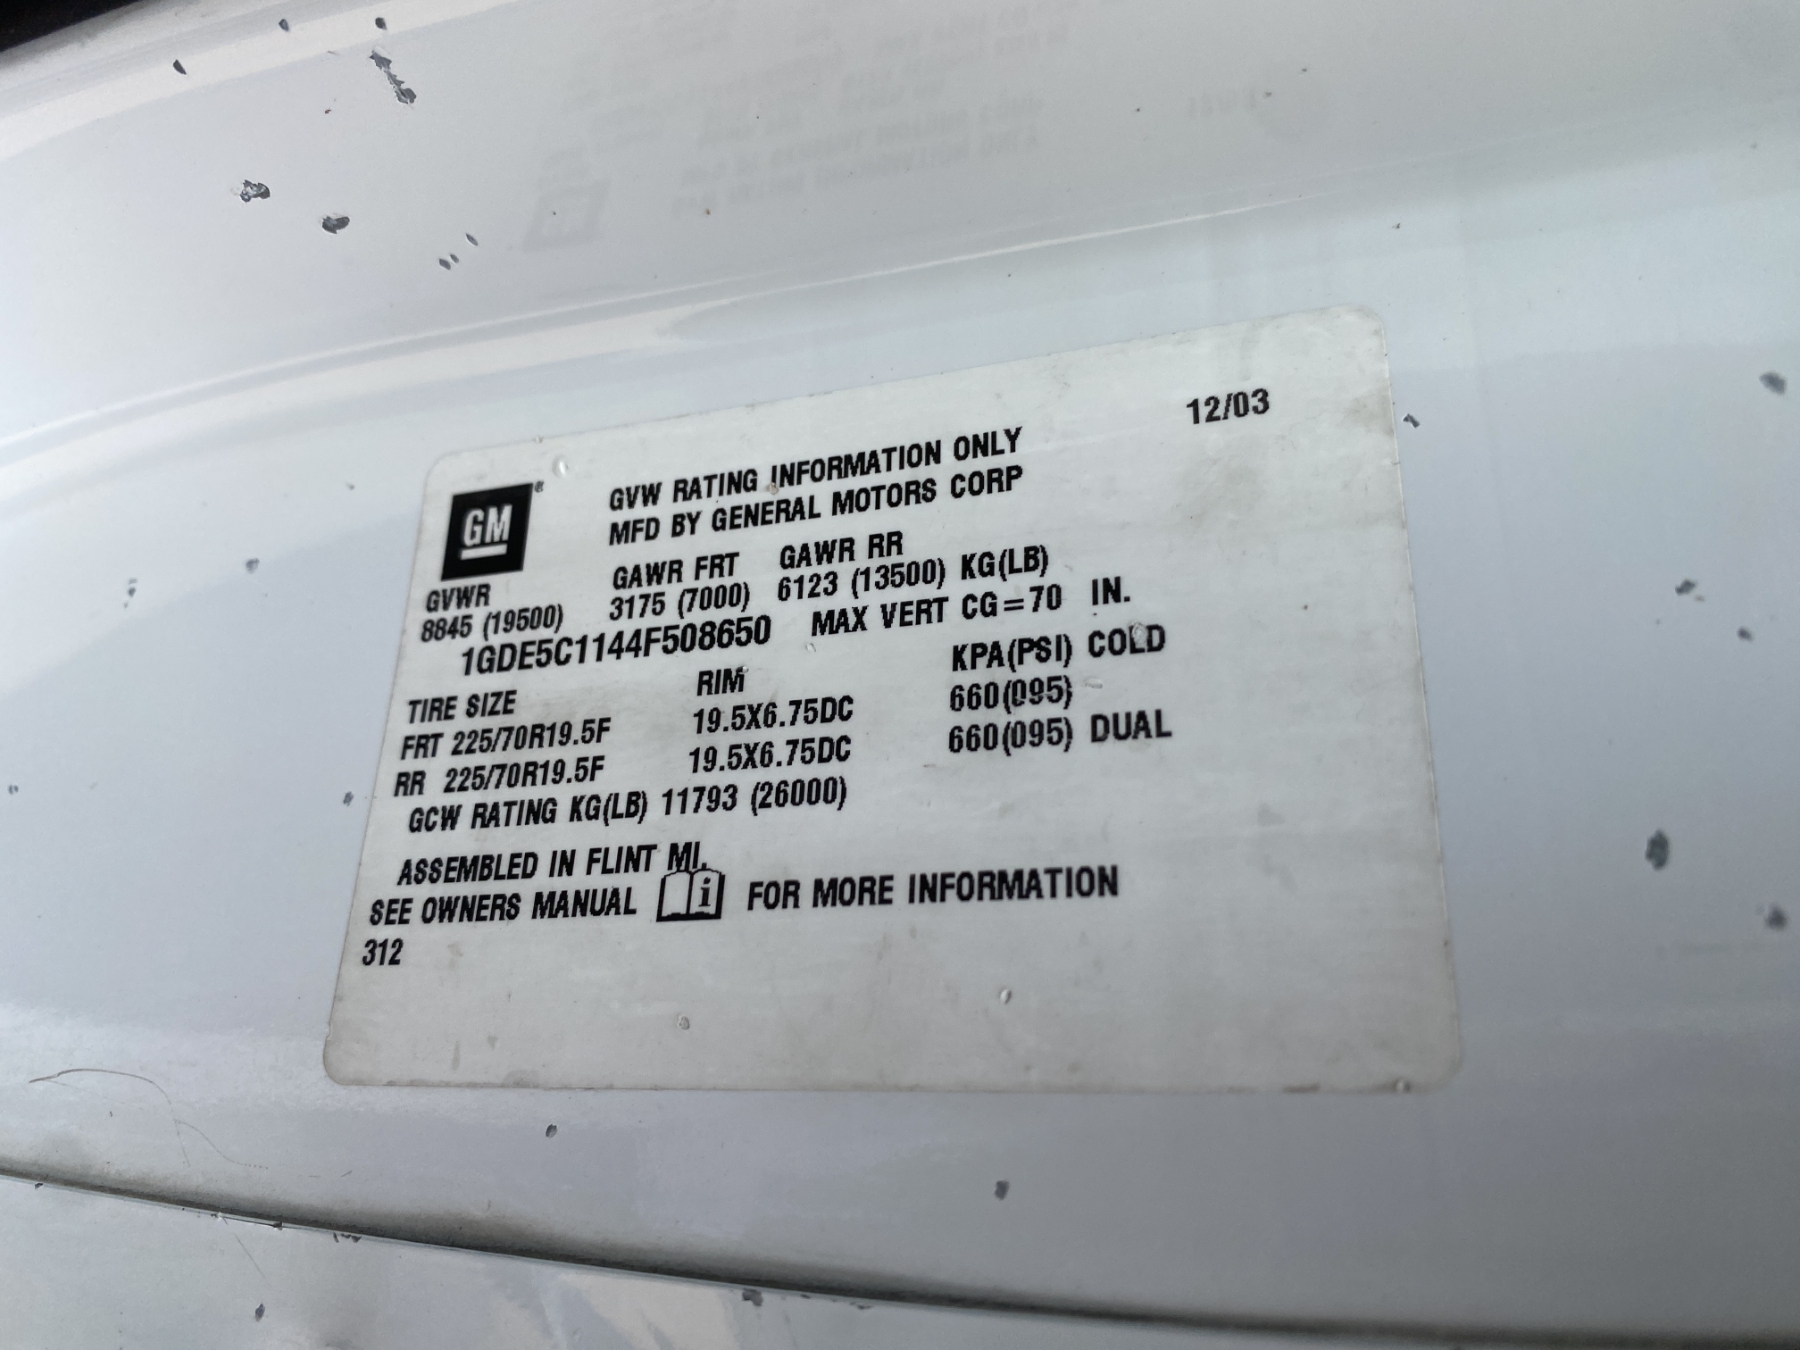 12/03
GM®
GVW RATING INFORMATION ONLY
MFD BY GENERAL MOTORS CORP
GVWR GAWR FRT GAWR RR
8845 (19500) 3175 (7000) 6123 (13500) KG(LB)
1GDE5C1144F508650 MAX VERT CG=70 IN.
TIRE SIZE RIM KPA(PSI) COLD
FRT 225/70R19.5F 19.5X6.75DC 660(095)
RR 225/70R19.5F 19.5X6.75DC 660(095) DUAL
GCW RATING KG(LB) 11793 (26000)
ASSEMBLED IN FLINT MI.
SEE OWNERS MANUAL i FOR MORE INFORMATION
312